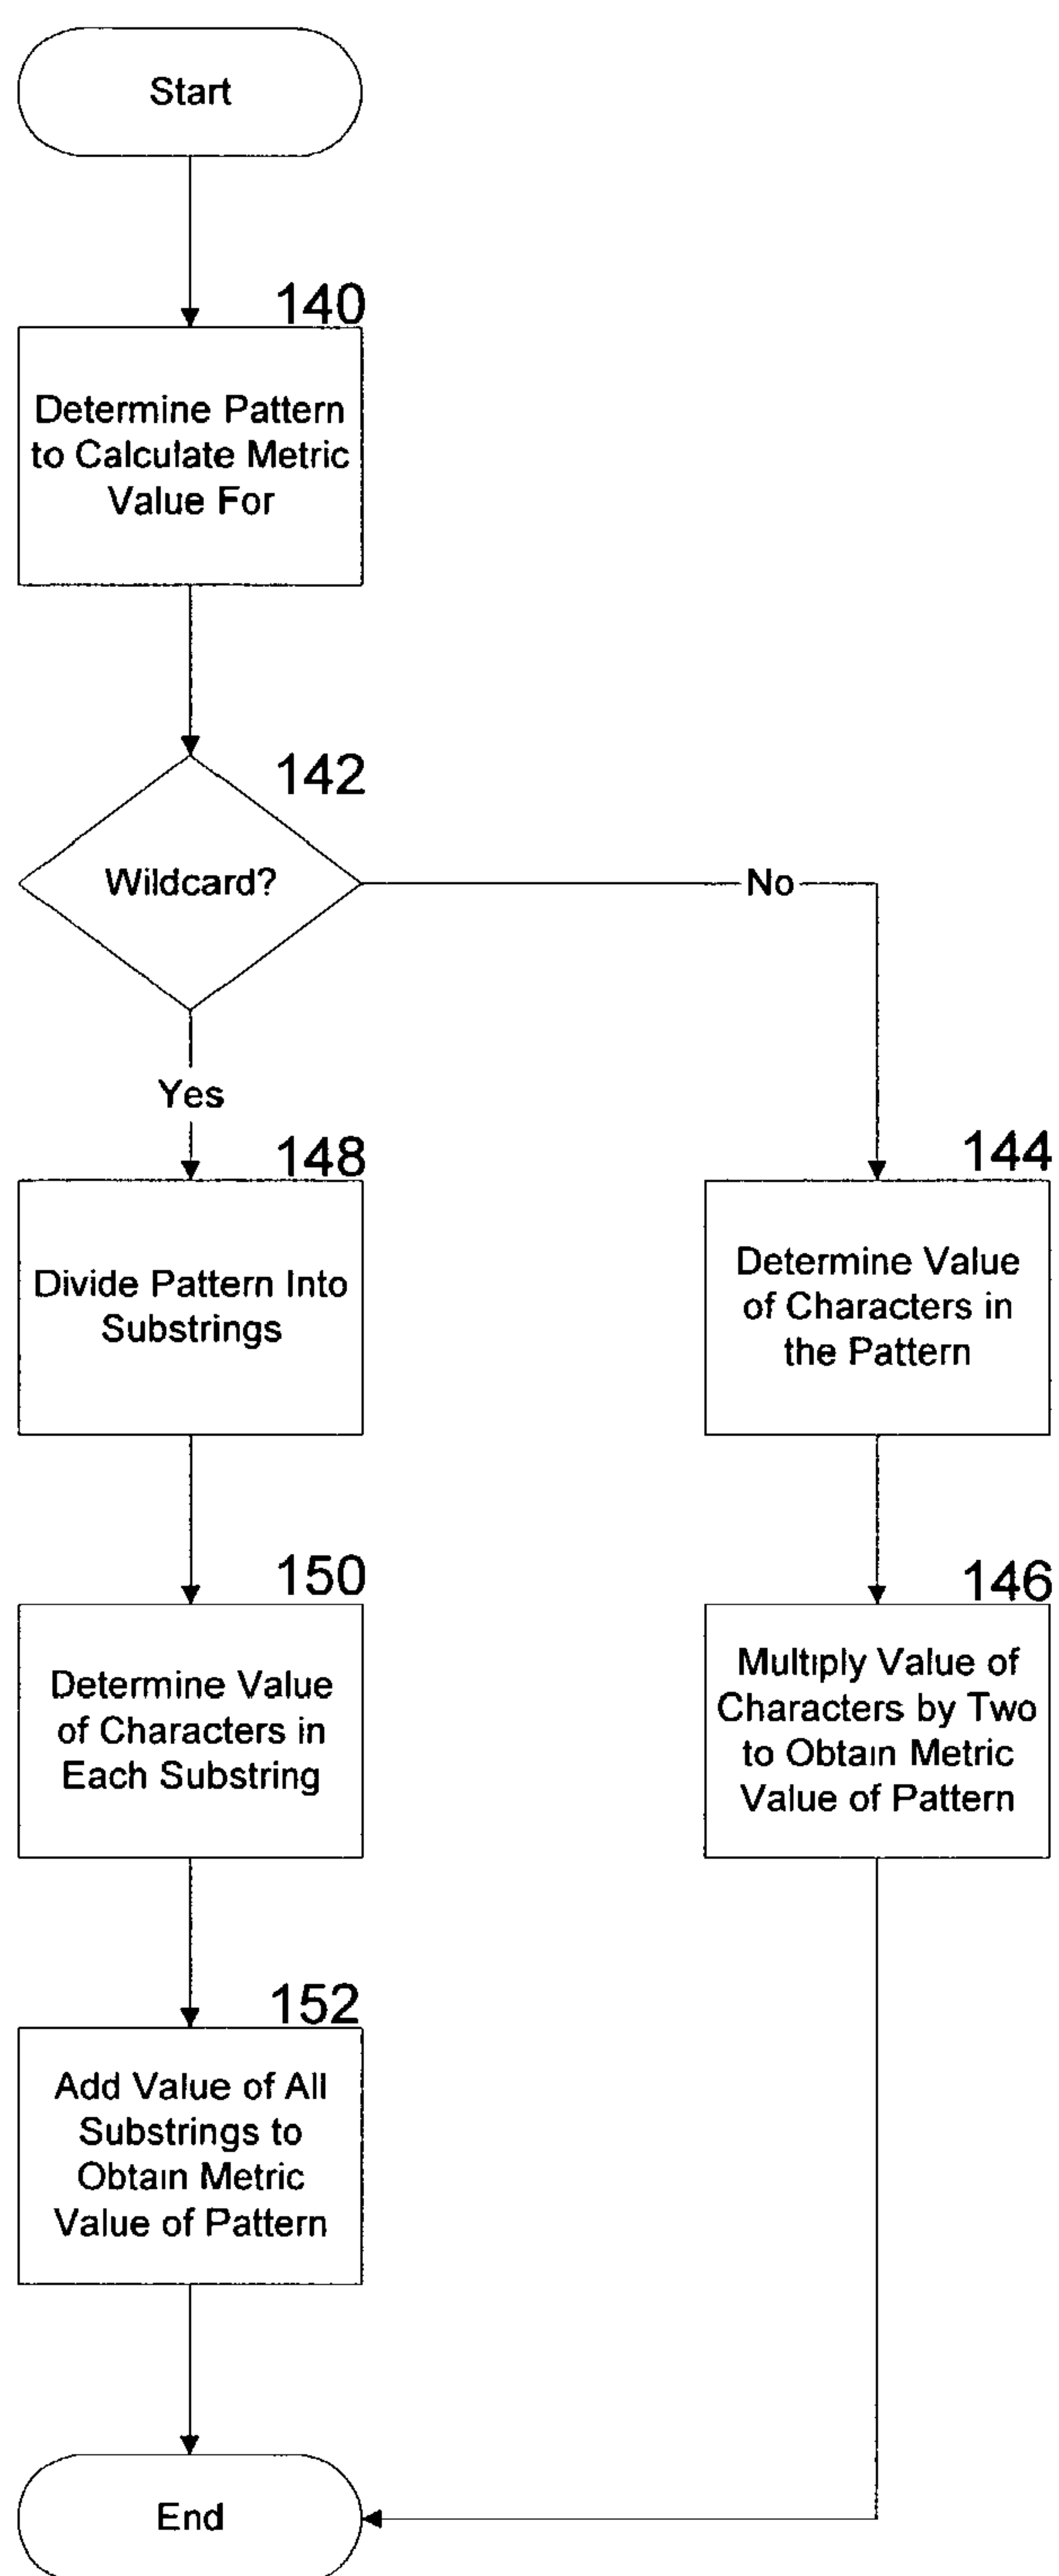 Start
140
Determine Pattern
to Calculate Metric
Value For
142
Wildcard?
No
Yes
148
Divide Pattern Into
Substrings
144
Determine Value
of Characters in
the Pattern
150
Determine Value
of Characters in
Each Substring
146
Multiply Value of
Characters by Two
to Obtain Metric
Value of Pattern
152
Add Value of All
Substrings to
Obtain Metric
Value of Pattern
End